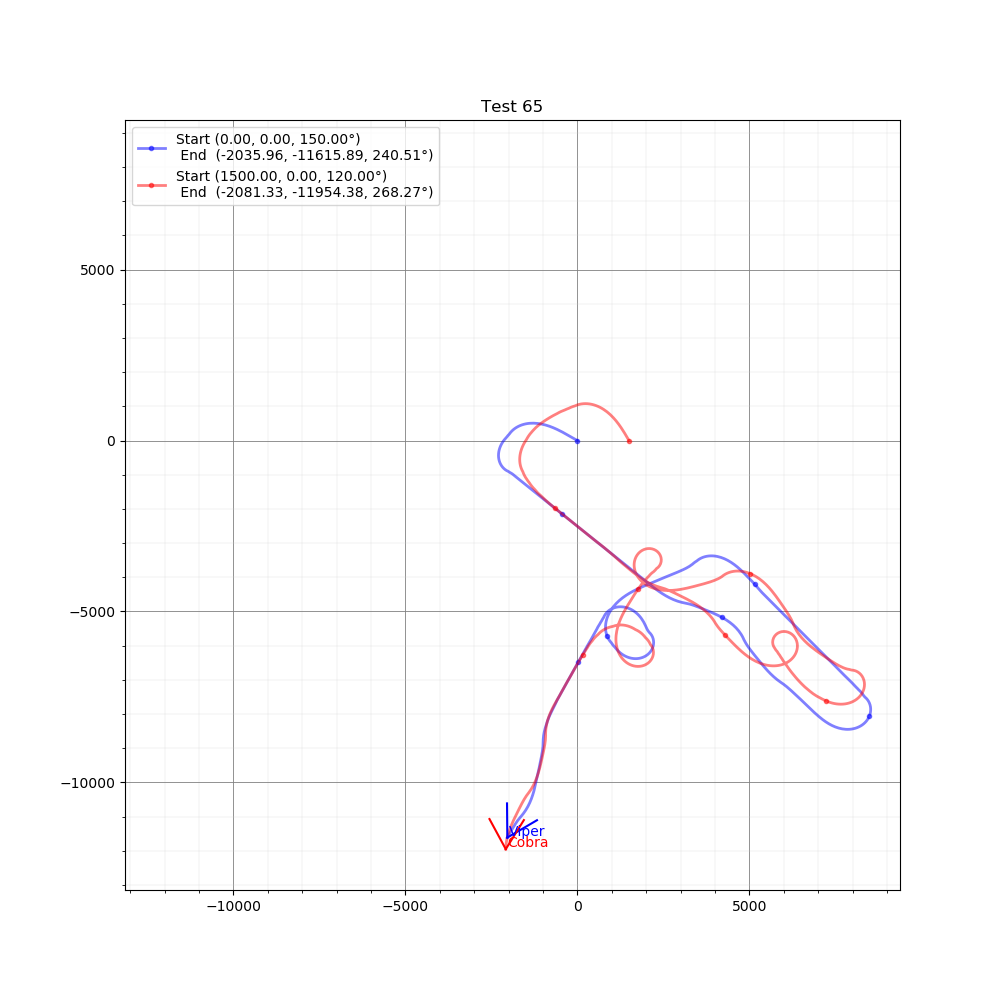 Test 65
Start (0.00, 0.00, 150.00°)
End (-2035.96, -11615.89, 240.51°)
Start (1500.00, 0.00, 120.00°)
End (-2081.33, -11954.38, 268.27°)
5000
0
−5000
−10000
Viper
Cobra
−10000
−5000
0
5000